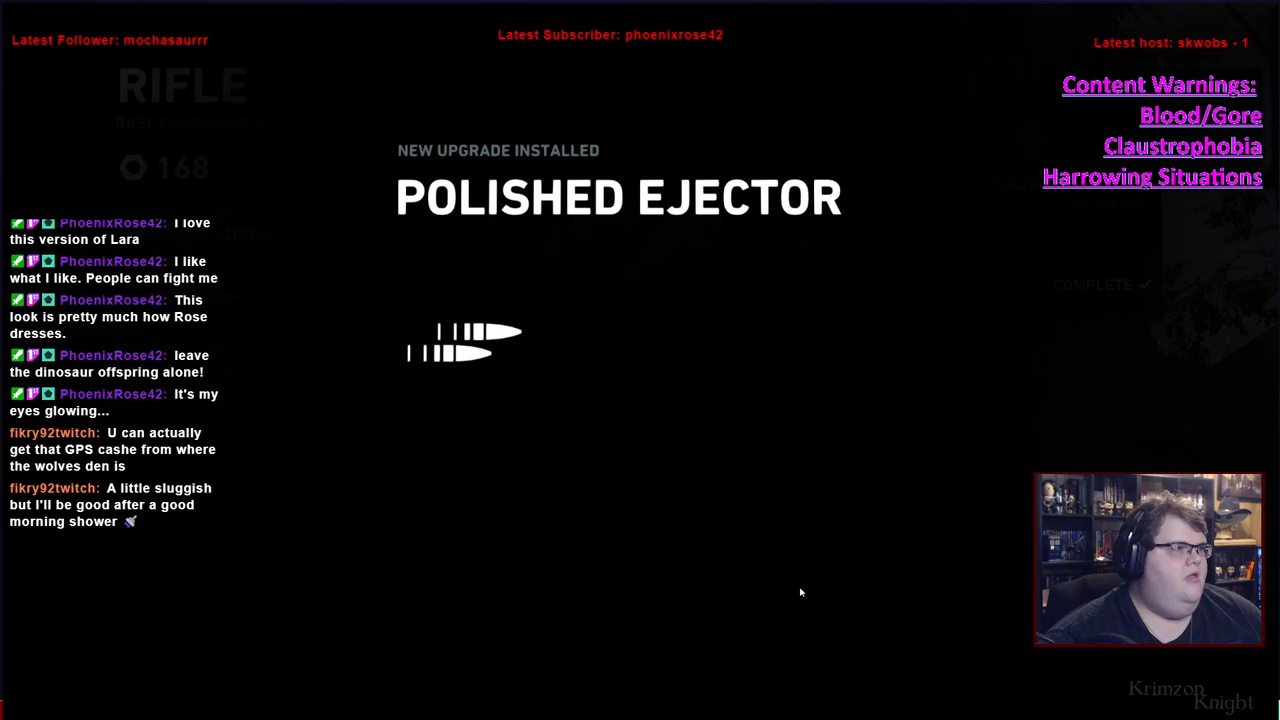 Latest Follower: mochasaurrr
Latest Subscriber: phoenixrose42
Latest host: skwobs - 1
Content Warnings:
Blood/Gore
Claustrophobia
Harrowing Situations
RIFLE
168
NEW UPGRADE INSTALLED
POLISHED EJECTOR
COMPLETE
PhoenixRose42: I love
this version of Lara
PhoenixRose42: I like
what I like. People can fight me
PhoenixRose42: This
look is pretty much how Rose
dresses.
PhoenixRose42: leave
the dinosaur offspring alone!
PhoenixRose42: It's my
eyes glowing...
fikry92twitch: U can actually
get that GPS cashe from where
the wolves den is
fikry92twitch: A little sluggish
but I'll be good after a good
morning shower
Krimzon
Knight